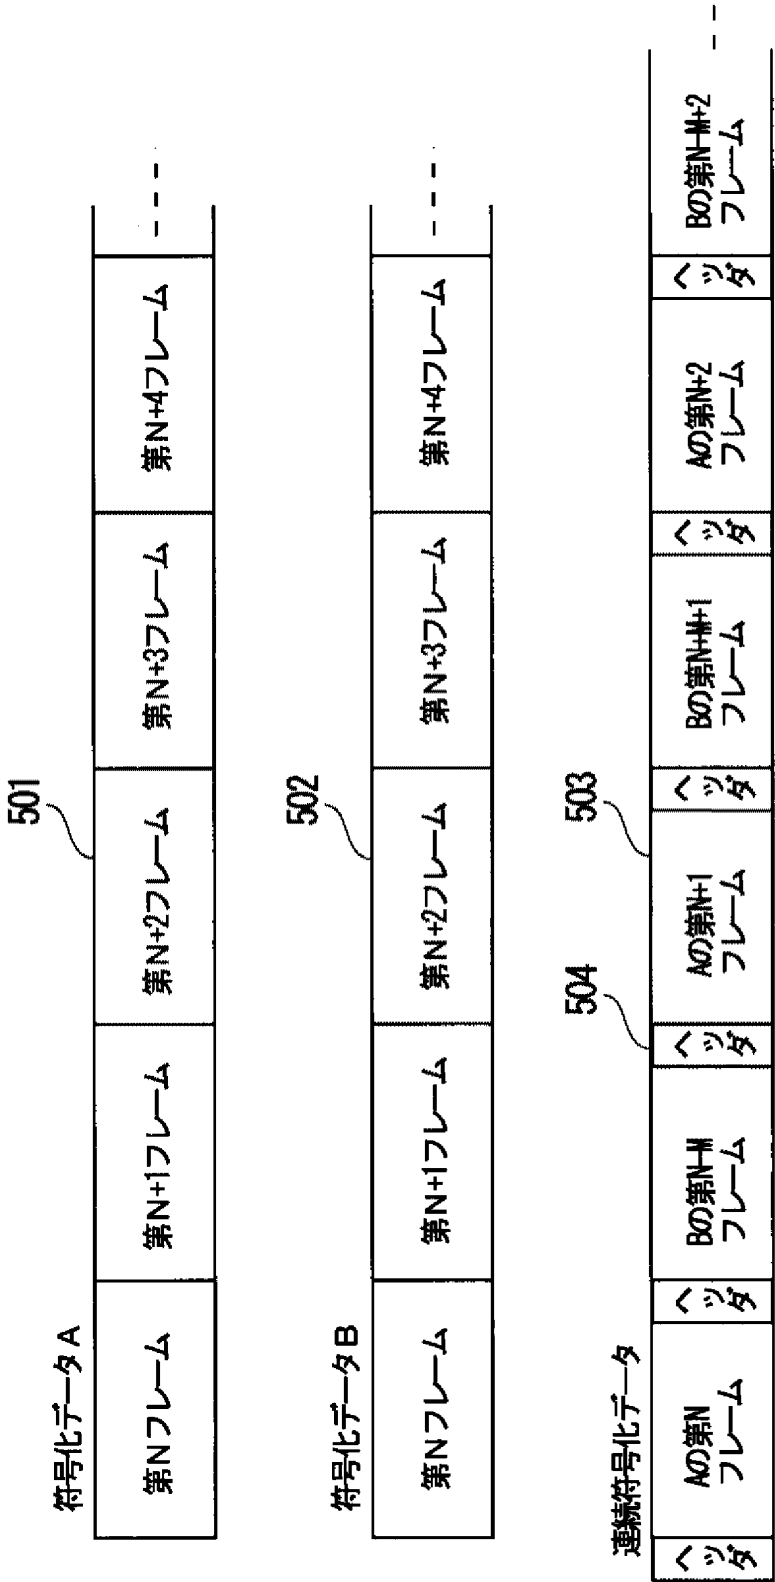 符号化データA
501
第Nフレーム
第N+1フレーム
第N+2フレーム
第N+3フレーム
第N+4フレーム
符号化データB
502
第Nフレーム
第N+1フレーム
第N+2フレーム
第N+3フレーム
第N+4フレーム
連続符号化データ
504
503
ヘッダ
Aの第N
フレーム
ヘッダ
Bの第N-M
フレーム
ヘッダ
Aの第N+1
フレーム
ヘッダ
Bの第N+M+1
フレーム
ヘッダ
Aの第N+2
フレーム
ヘッダ
Bの第N-M+2
フレーム